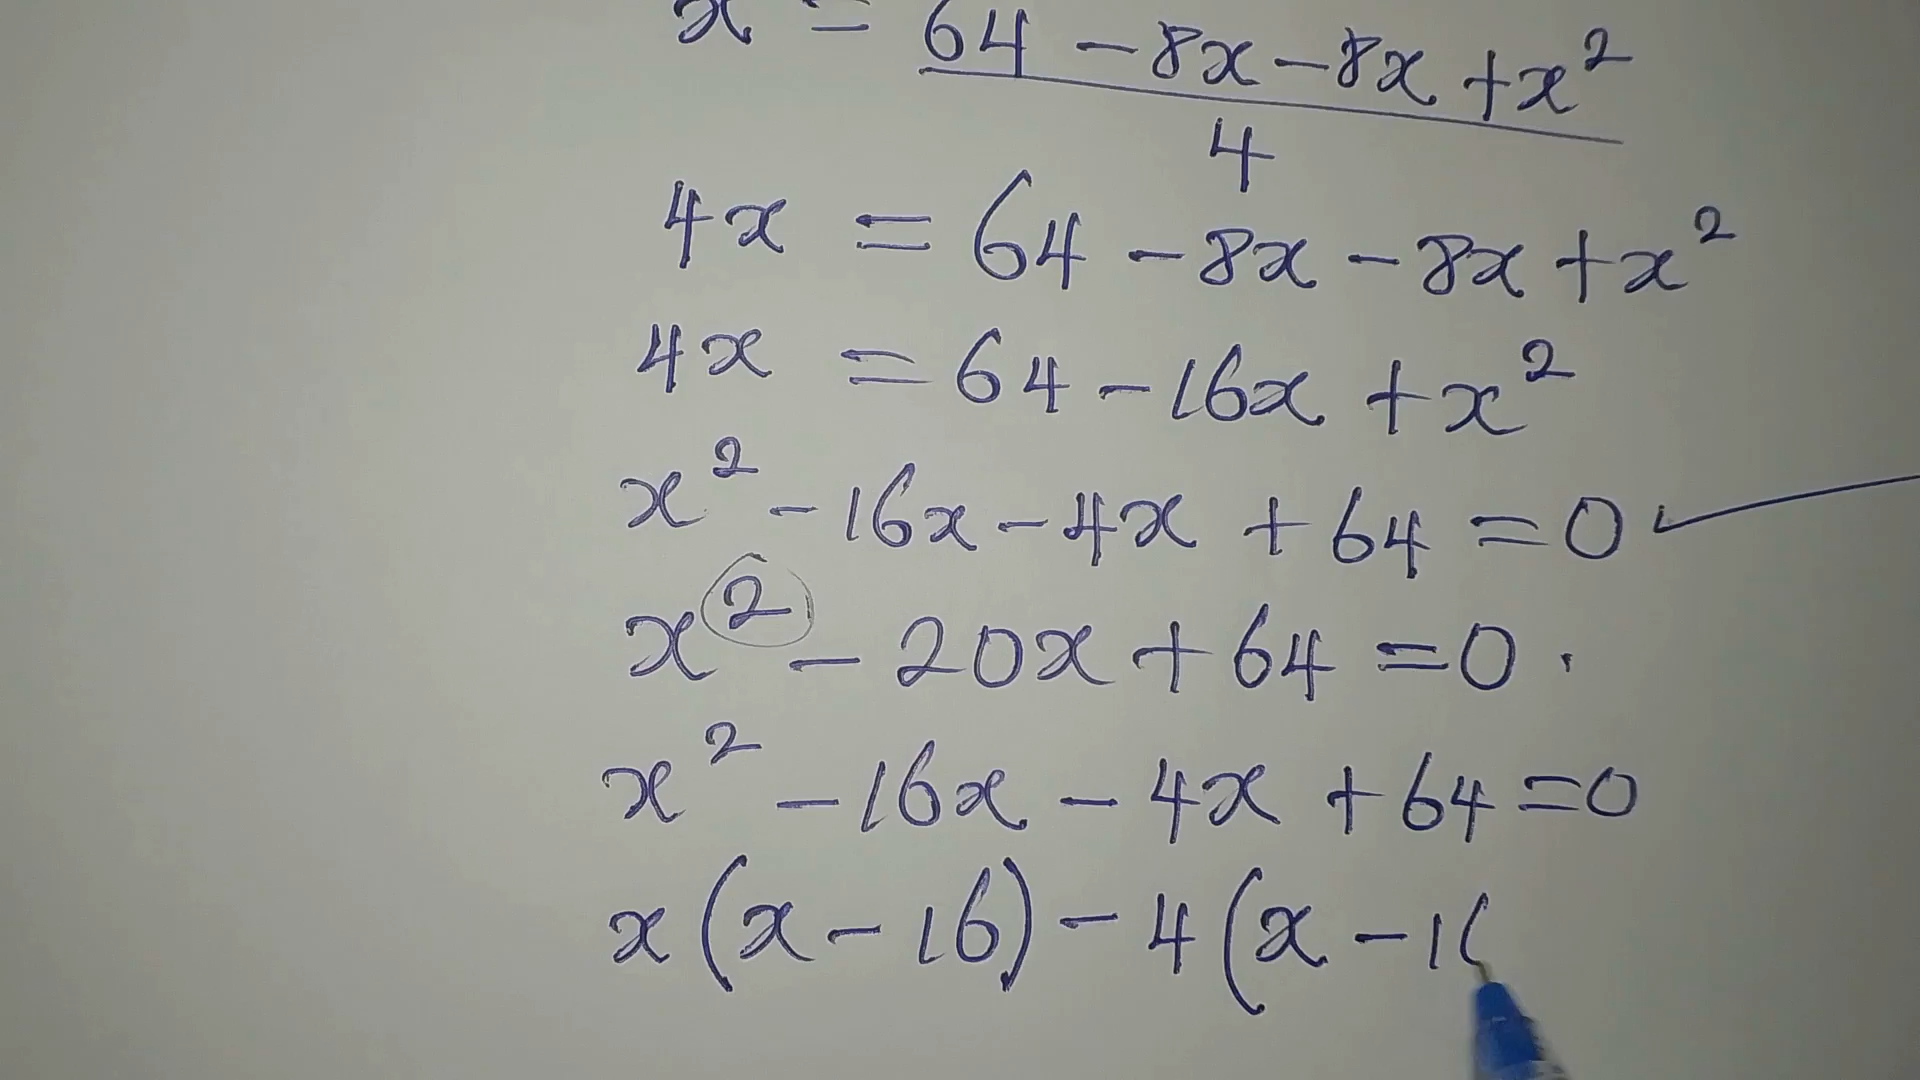 x = 64 - 8x - 8x + x²
4
4x = 64 - 8x - 8x + x²
4x = 64 - 16x + x²
x² - 16x - 4x + 64 = 0
x² - 20x + 64 = 0 .
x² - 16x - 4x + 64 = 0
x(x - 16) - 4(x - 1